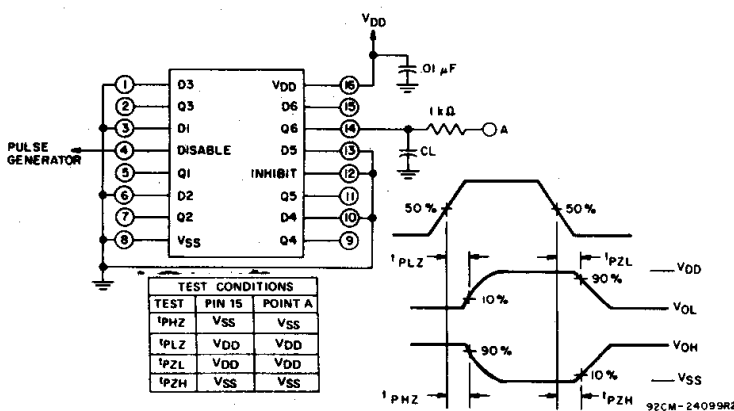 VDD
.01 µF
1 D3 VDD 16
2 Q3 D6 15
3 D1 Q6 14
4 DISABLE D5 13
5 Q1 INHIBIT 12
6 D2 Q5 11
7 Q2 D4 10
8 VSS Q4 9
PULSE
GENERATOR
1 kΩ
A
CL
50%
50%
tPLZ
tPZL
90%
VDD
10%
VOL
VOH
90%
10%
VSS
tPHZ
tPZH
TEST CONDITIONS
TEST PIN 15 POINT A
tPHZ VSS VSS
tPLZ VDD VDD
tPZL VDD VDD
tPZH VSS VSS
92CM-24099R2